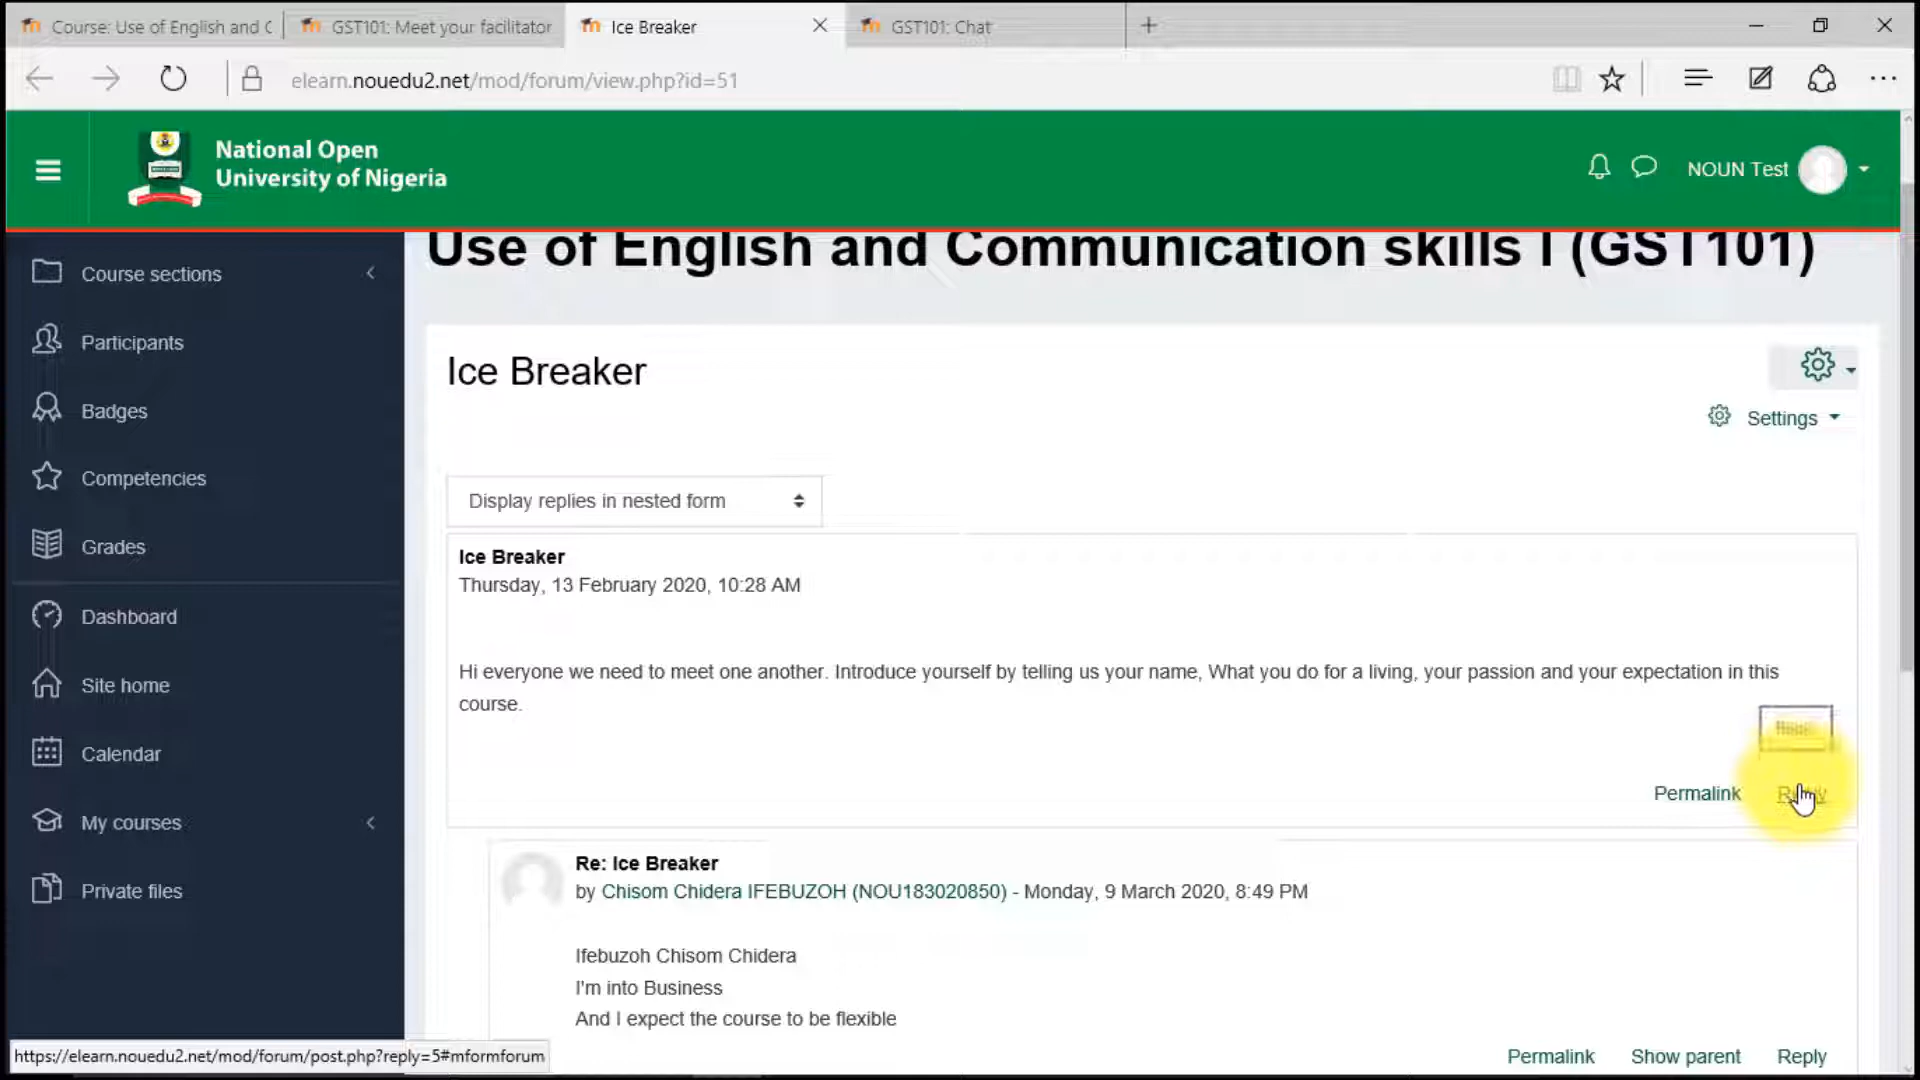 Course: Use of English and C
GST101: Meet your facilitator
Ice Breaker
GST101: Chat
elearn.nouedu2.net/mod/forum/view.php?id=51
National Open
University of Nigeria
NOUN Test
Use of English and Communication skills I (GST101)
Course sections
Participants
Badges
Competencies
Grades
Dashboard
Site home
Calendar
My courses
Private files
Ice Breaker
Settings
Display replies in nested form
Ice Breaker
Thursday, 13 February 2020, 10:28 AM
Hi everyone we need to meet one another. Introduce yourself by telling us your name, What you do for a living, your passion and your expectation in this
course.
Permalink
Re: Ice Breaker
by Chisom Chidera IFEBUZOH (NOU183020850) - Monday, 9 March 2020, 8:49 PM
Ifebuzoh Chisom Chidera
I'm into Business
And I expect the course to be flexible
Permalink Show parent Reply
https://elearn.nouedu2.net/mod/forum/post.php?reply=5#mformforum